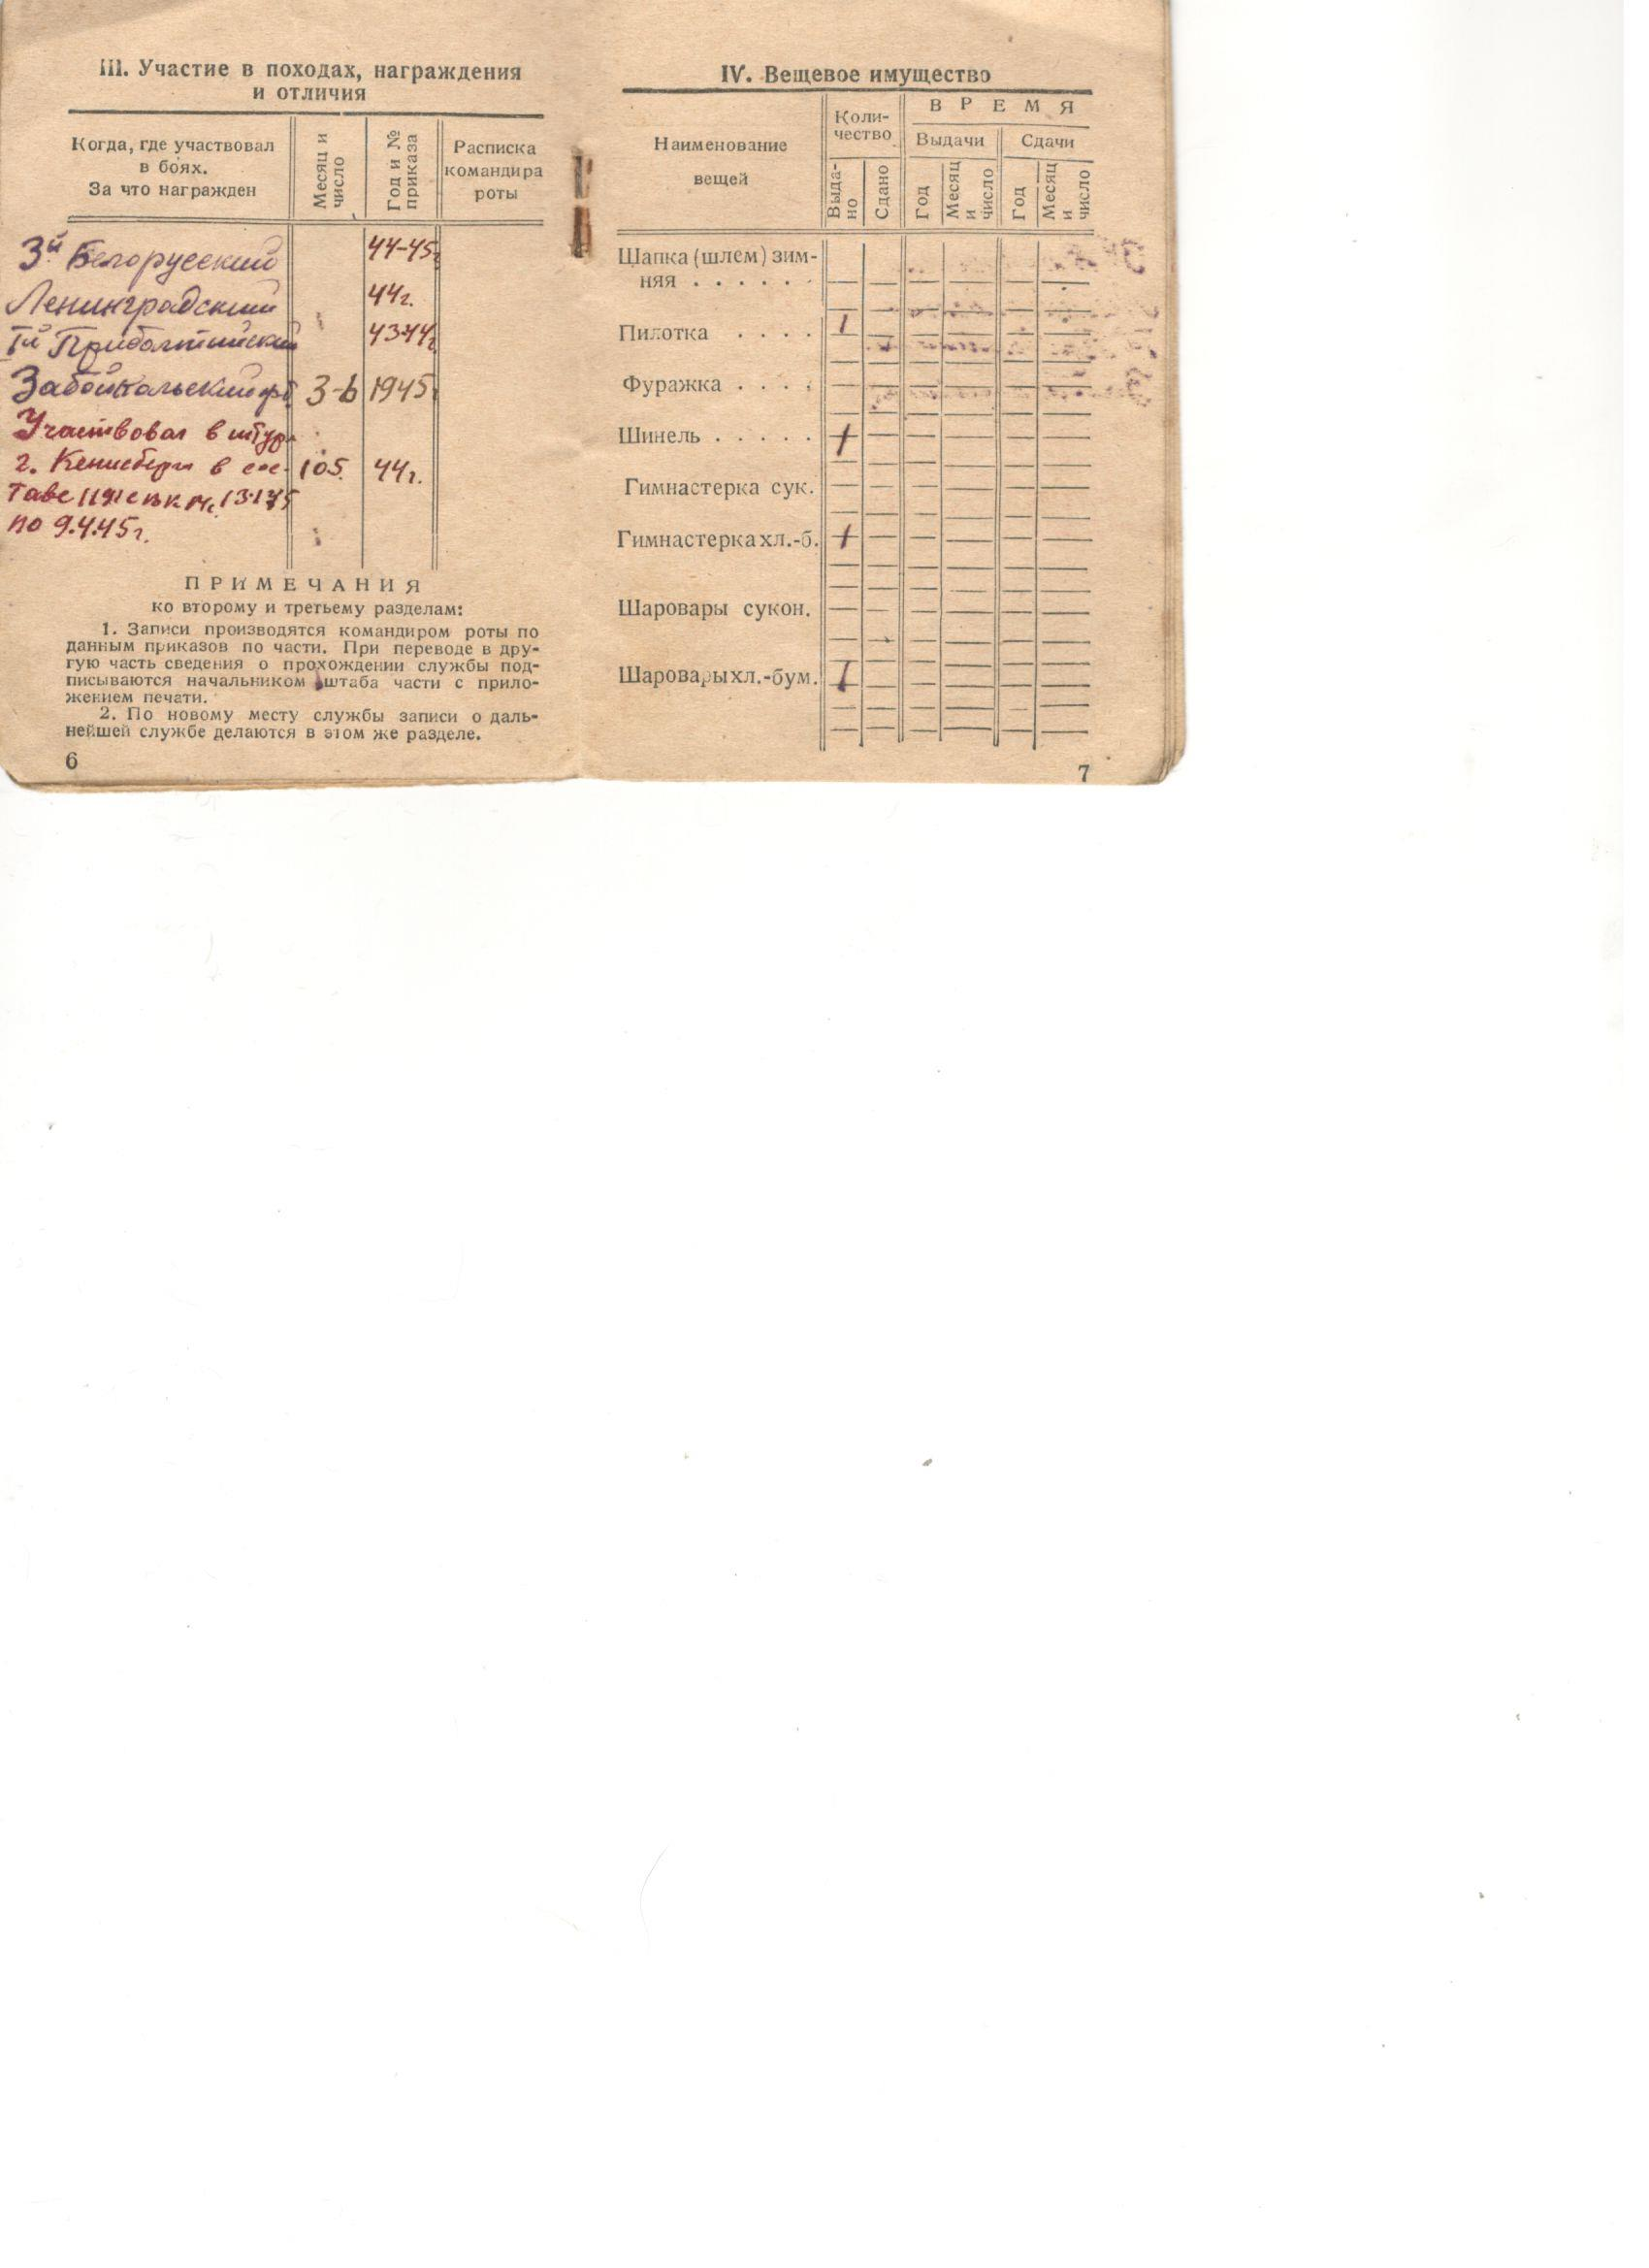 III. Участие в походах, награждения
и отличия
Когда, где участвовал
в боях.
За что награжден
Месяц и
число
Год и №
приказа
Расписка
командира
роты
3й Белорусский 44-45г
Ленинградский 44г.
1й Прибалтийский 43-44г
Забойкальский фр 3-6 1945г
Участвовал в штур
г. Кенисберги в сос- 105. 44г.
таве
по 9.4.45г.
ПРИМЕЧАНИЯ
ко второму и третьему разделам:
1. Записи производятся командиром роты по
данным приказов по части. При переводе в дру-
гую часть сведения о прохождении службы под-
писываются начальником штаба части с прило-
жением печати.
2. По новому месту службы записи о даль-
нейшей службе делаются в этом же разделе.
6
IV. Вещевое имущество
Наименование
вещей
Коли-
чество
ВРЕМЯ
Выдачи
Сдачи
Выда-
но
Сдано
Год
Месяц
и
число
Год
Месяц
и
число
Шапка (шлем) зим-
няя . . . . . .
Пилотка . . . . 1
Фуражка . . . .
Шинель . . . . . 1
Гимнастерка сук.
Гимнастерка хл.-б. 1
Шаровары сукон.
Шаровары хл.-бум. 1
7